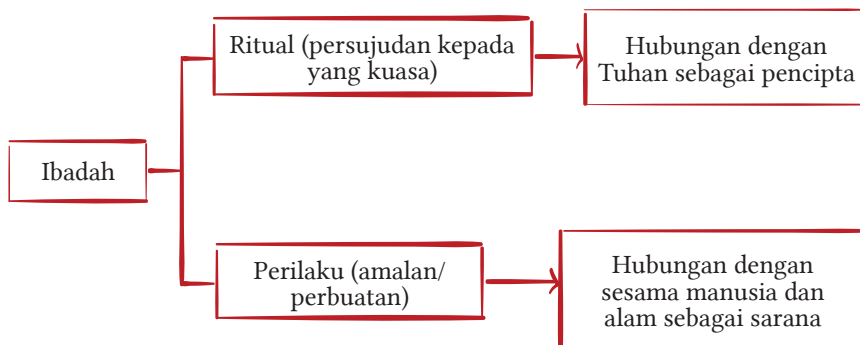 Ritual (persujudan kepada
yang kuasa)
Hubungan dengan
Tuhan sebagai pencipta
Ibadah
Perilaku (amalan/
perbuatan)
Hubungan dengan
sesama manusia dan
alam sebagai sarana